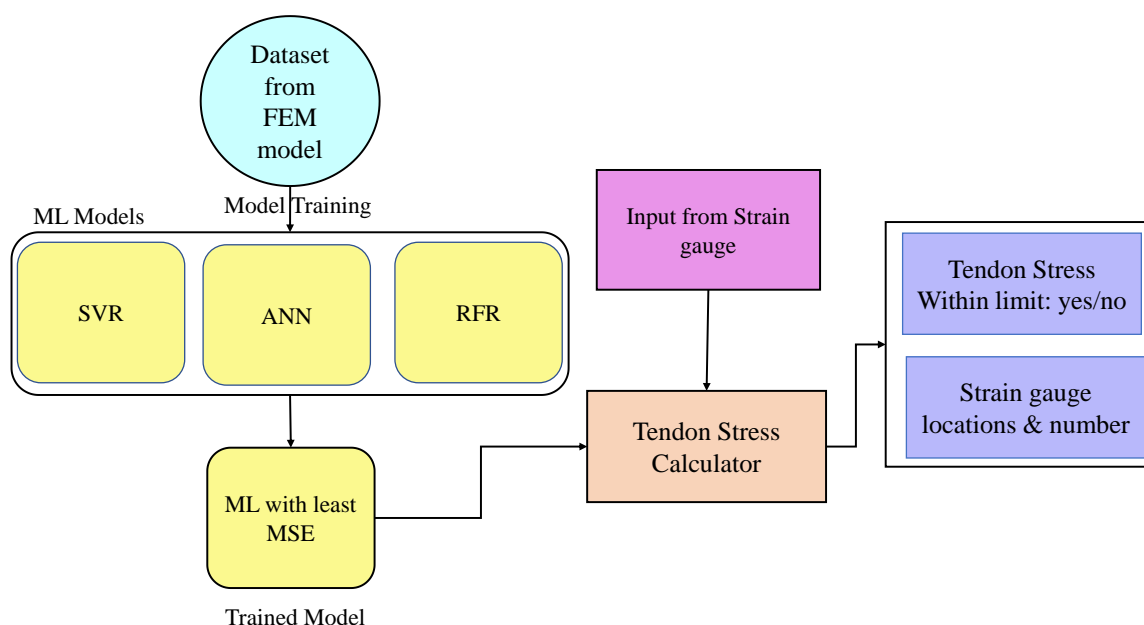 Dataset
from
FEM
model
Model Training
ML Models
SVR
ANN
RFR
ML with least
MSE
Trained Model
Input from Strain
gauge
Tendon Stress
Calculator
Tendon Stress
Within limit: yes/no
Strain gauge
locations & number